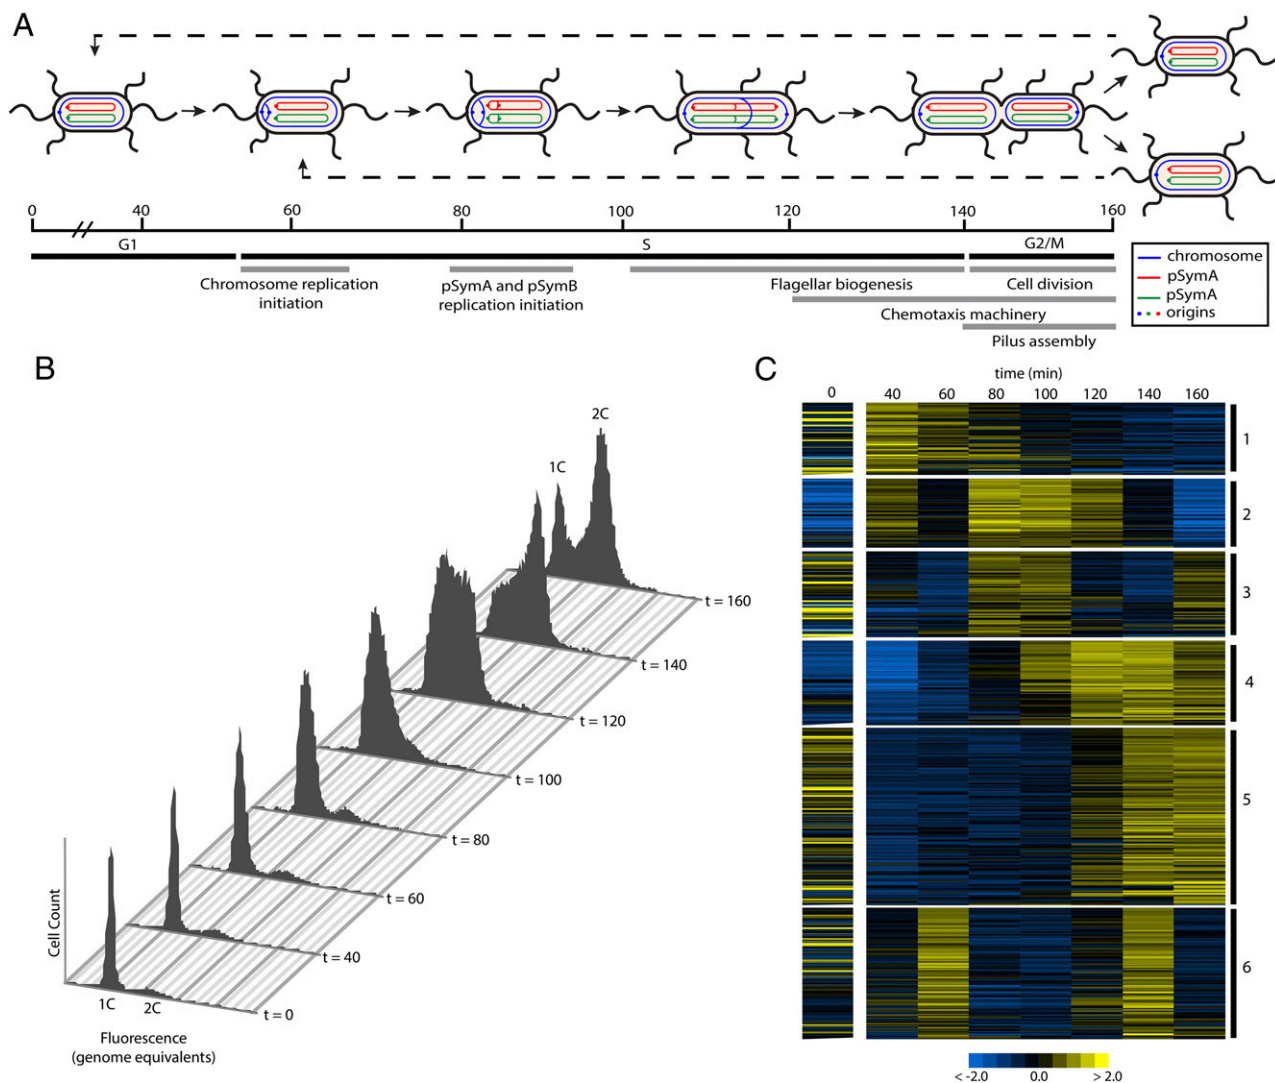 A
0
40
60
80
100
120
140
160
G1
S
G2/M
Chromosome replication
initiation
pSymA and pSymB
replication initiation
Flagellar biogenesis
Cell division
Chemotaxis machinery
Pilus assembly
chromosome
pSymA
pSymA
origins
B
2C
1C
t = 160
t = 140
t = 120
t = 100
t = 80
t = 60
t = 40
t = 0
Cell Count
1C
2C
Fluorescence
(genome equivalents)
C
time (min)
0 40 60 80 100 120 140 160
1
2
3
4
5
6
< -2.0 0.0 > 2.0